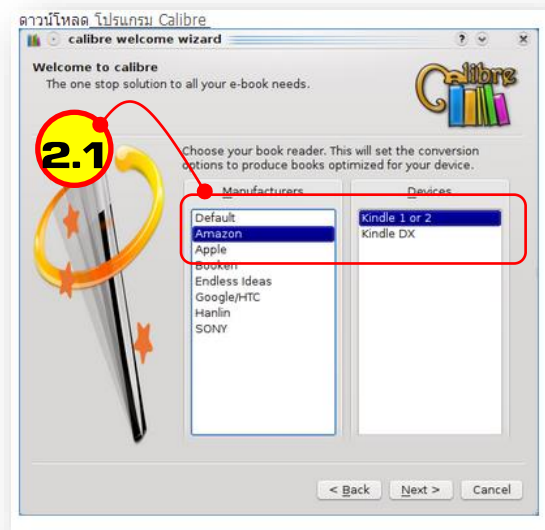 ดาวน์โหลด โปรแกรม Calibre
calibre welcome wizard
Welcome to calibre
The one stop solution to all your e-book needs.
Calibre
2.1
Choose your book reader. This will set the conversion
options to produce books optimized for your device.
Manufacturers
Devices
Default
Amazon
Apple
Booken
Endless Ideas
Google/HTC
Hanlin
SONY
Kindle 1 or 2
Kindle DX
< Back
Next >
Cancel